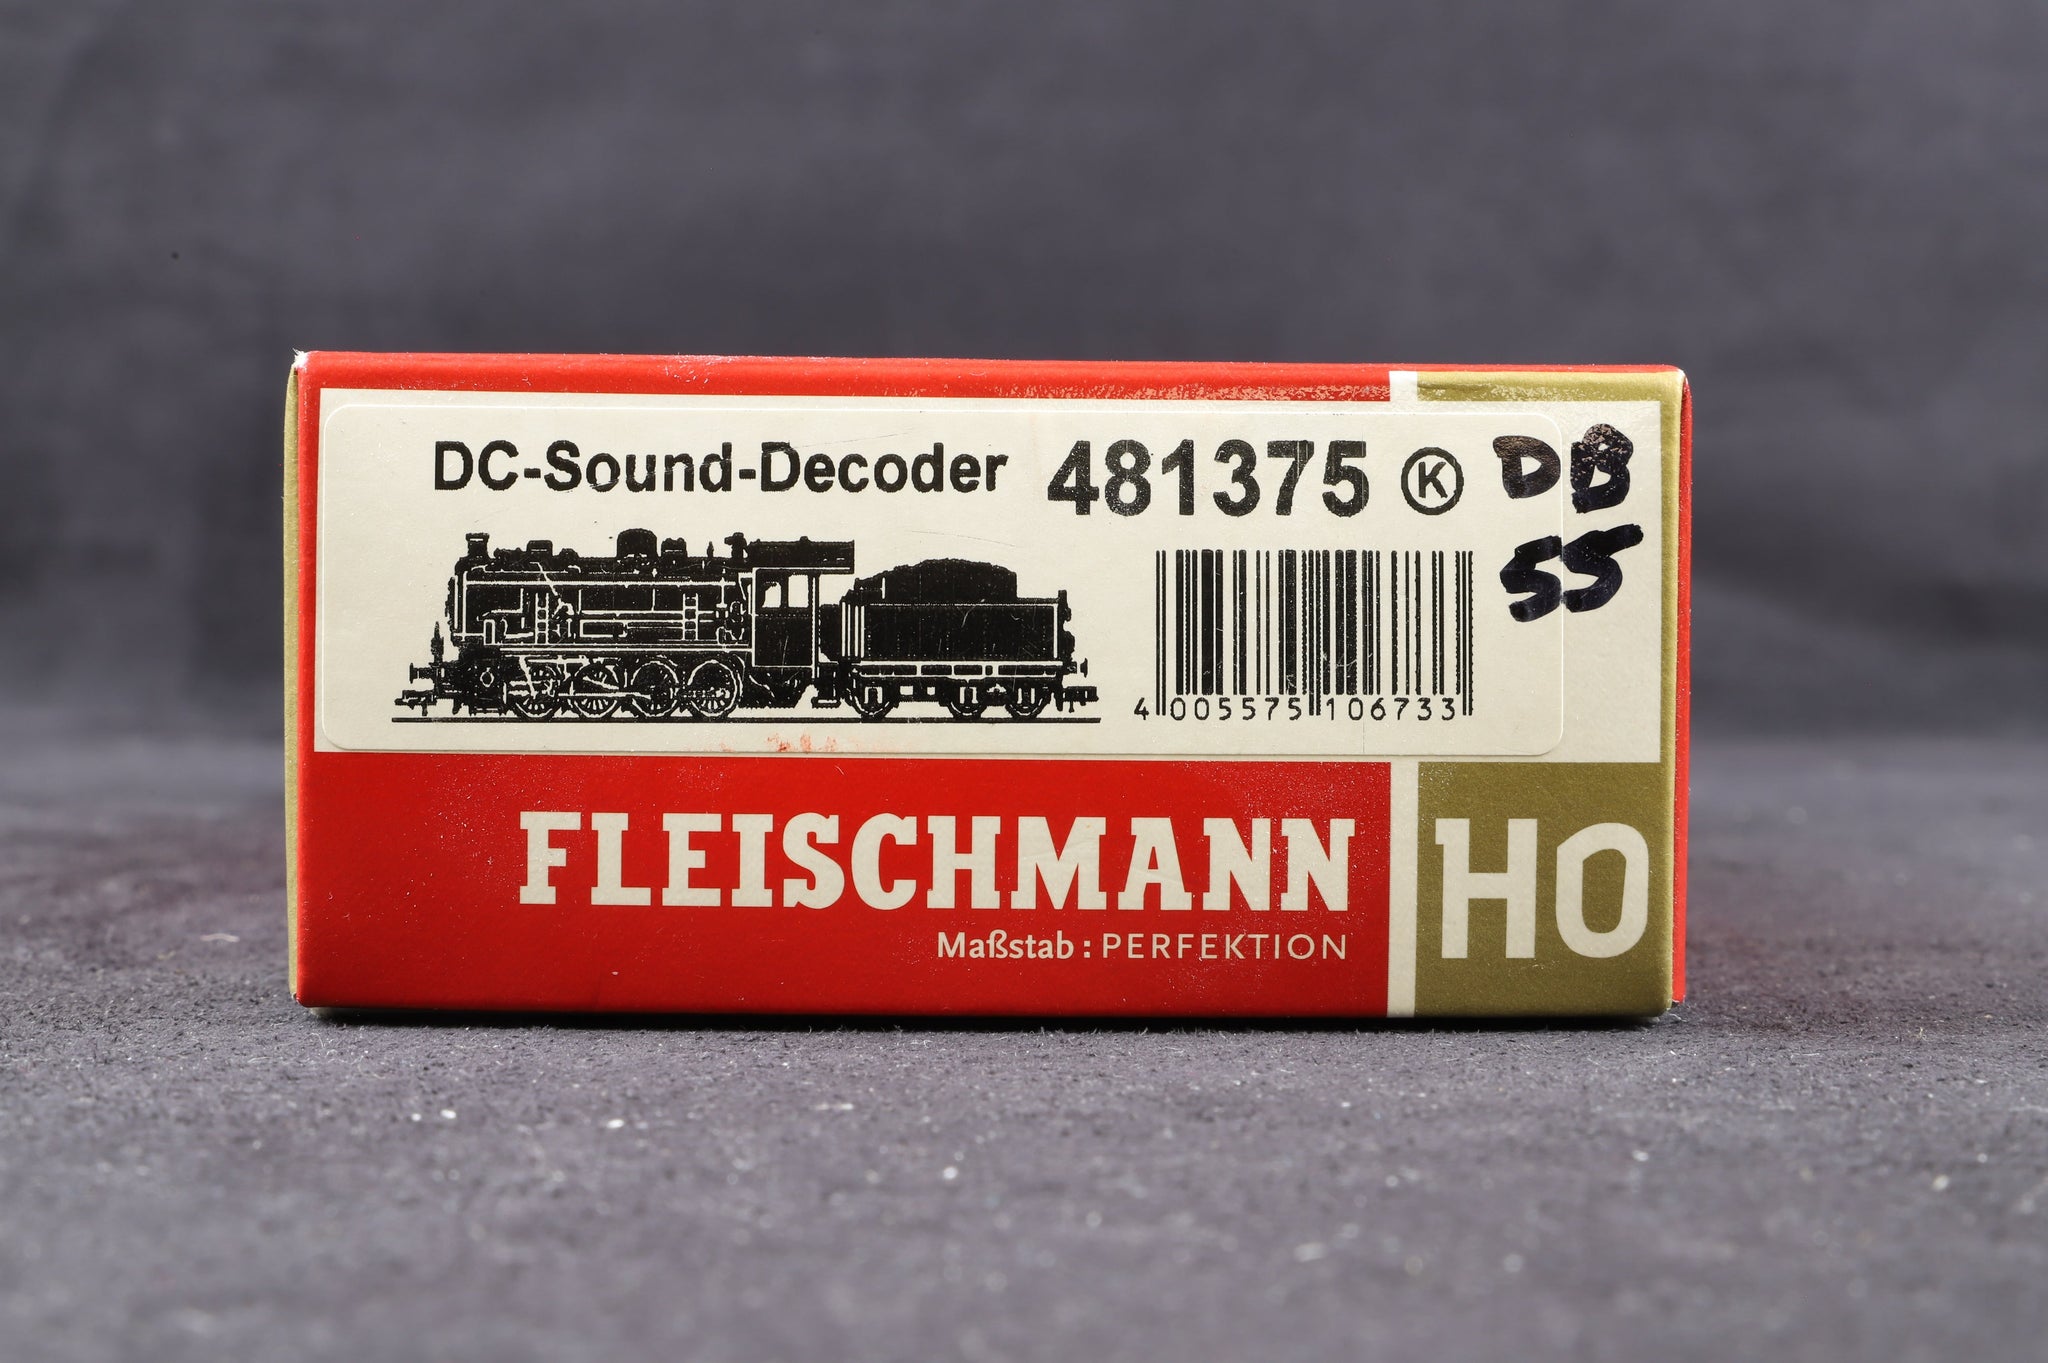 DC-Sound-Decoder 481375 Ⓚ DB
55
4 005575 106733
FLEISCHMANN
Maßstab : PERFEKTION
HO